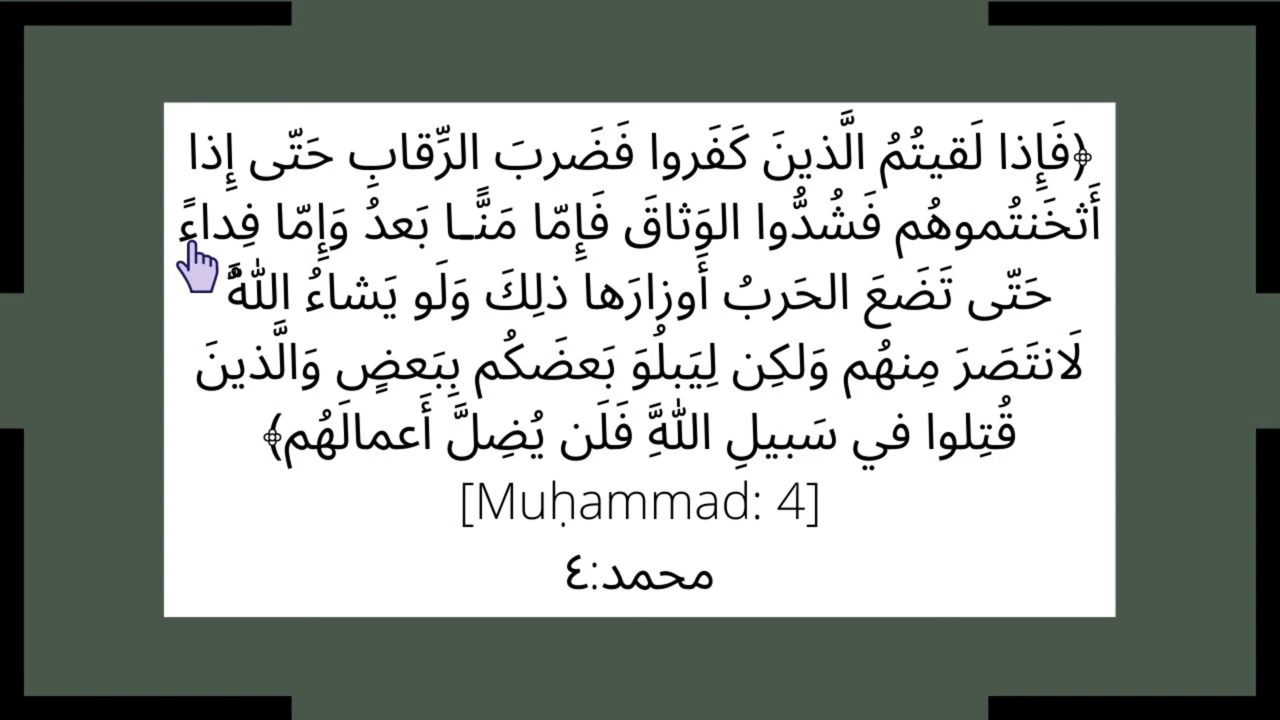 ﴿فَإِذا لَقيتُمُ الَّذينَ كَفَروا فَضَربَ الرِّقابِ حَتّى إِذا
أَثخَنتُموهُم فَشُدُّوا الوَثاقَ فَإِمّا مَنًّـا بَعدُ وَإِمّا فِداءً
حَتّى تَضَعَ الحَربُ أَوزارَها ذلِكَ وَلَو يَشاءُ اللَّهُ
لَانتَصَرَ مِنهُم وَلكِن لِيَبلُوَ بَعضَكُم بِبَعضٍ وَالَّذينَ
قُتِلوا في سَبيلِ اللَّهِ فَلَن يُضِلَّ أَعمالَهُم﴾
[Muḥammad: 4]
محمد:٤